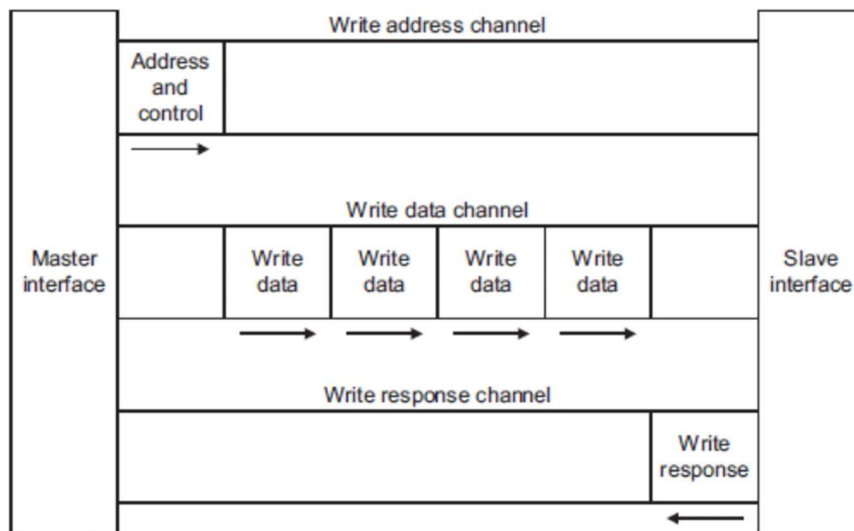 Write address channel
Address
and
control
Write data channel
Master
interface
Write
data
Write
data
Write
data
Write
data
Slave
interface
Write response channel
Write
response